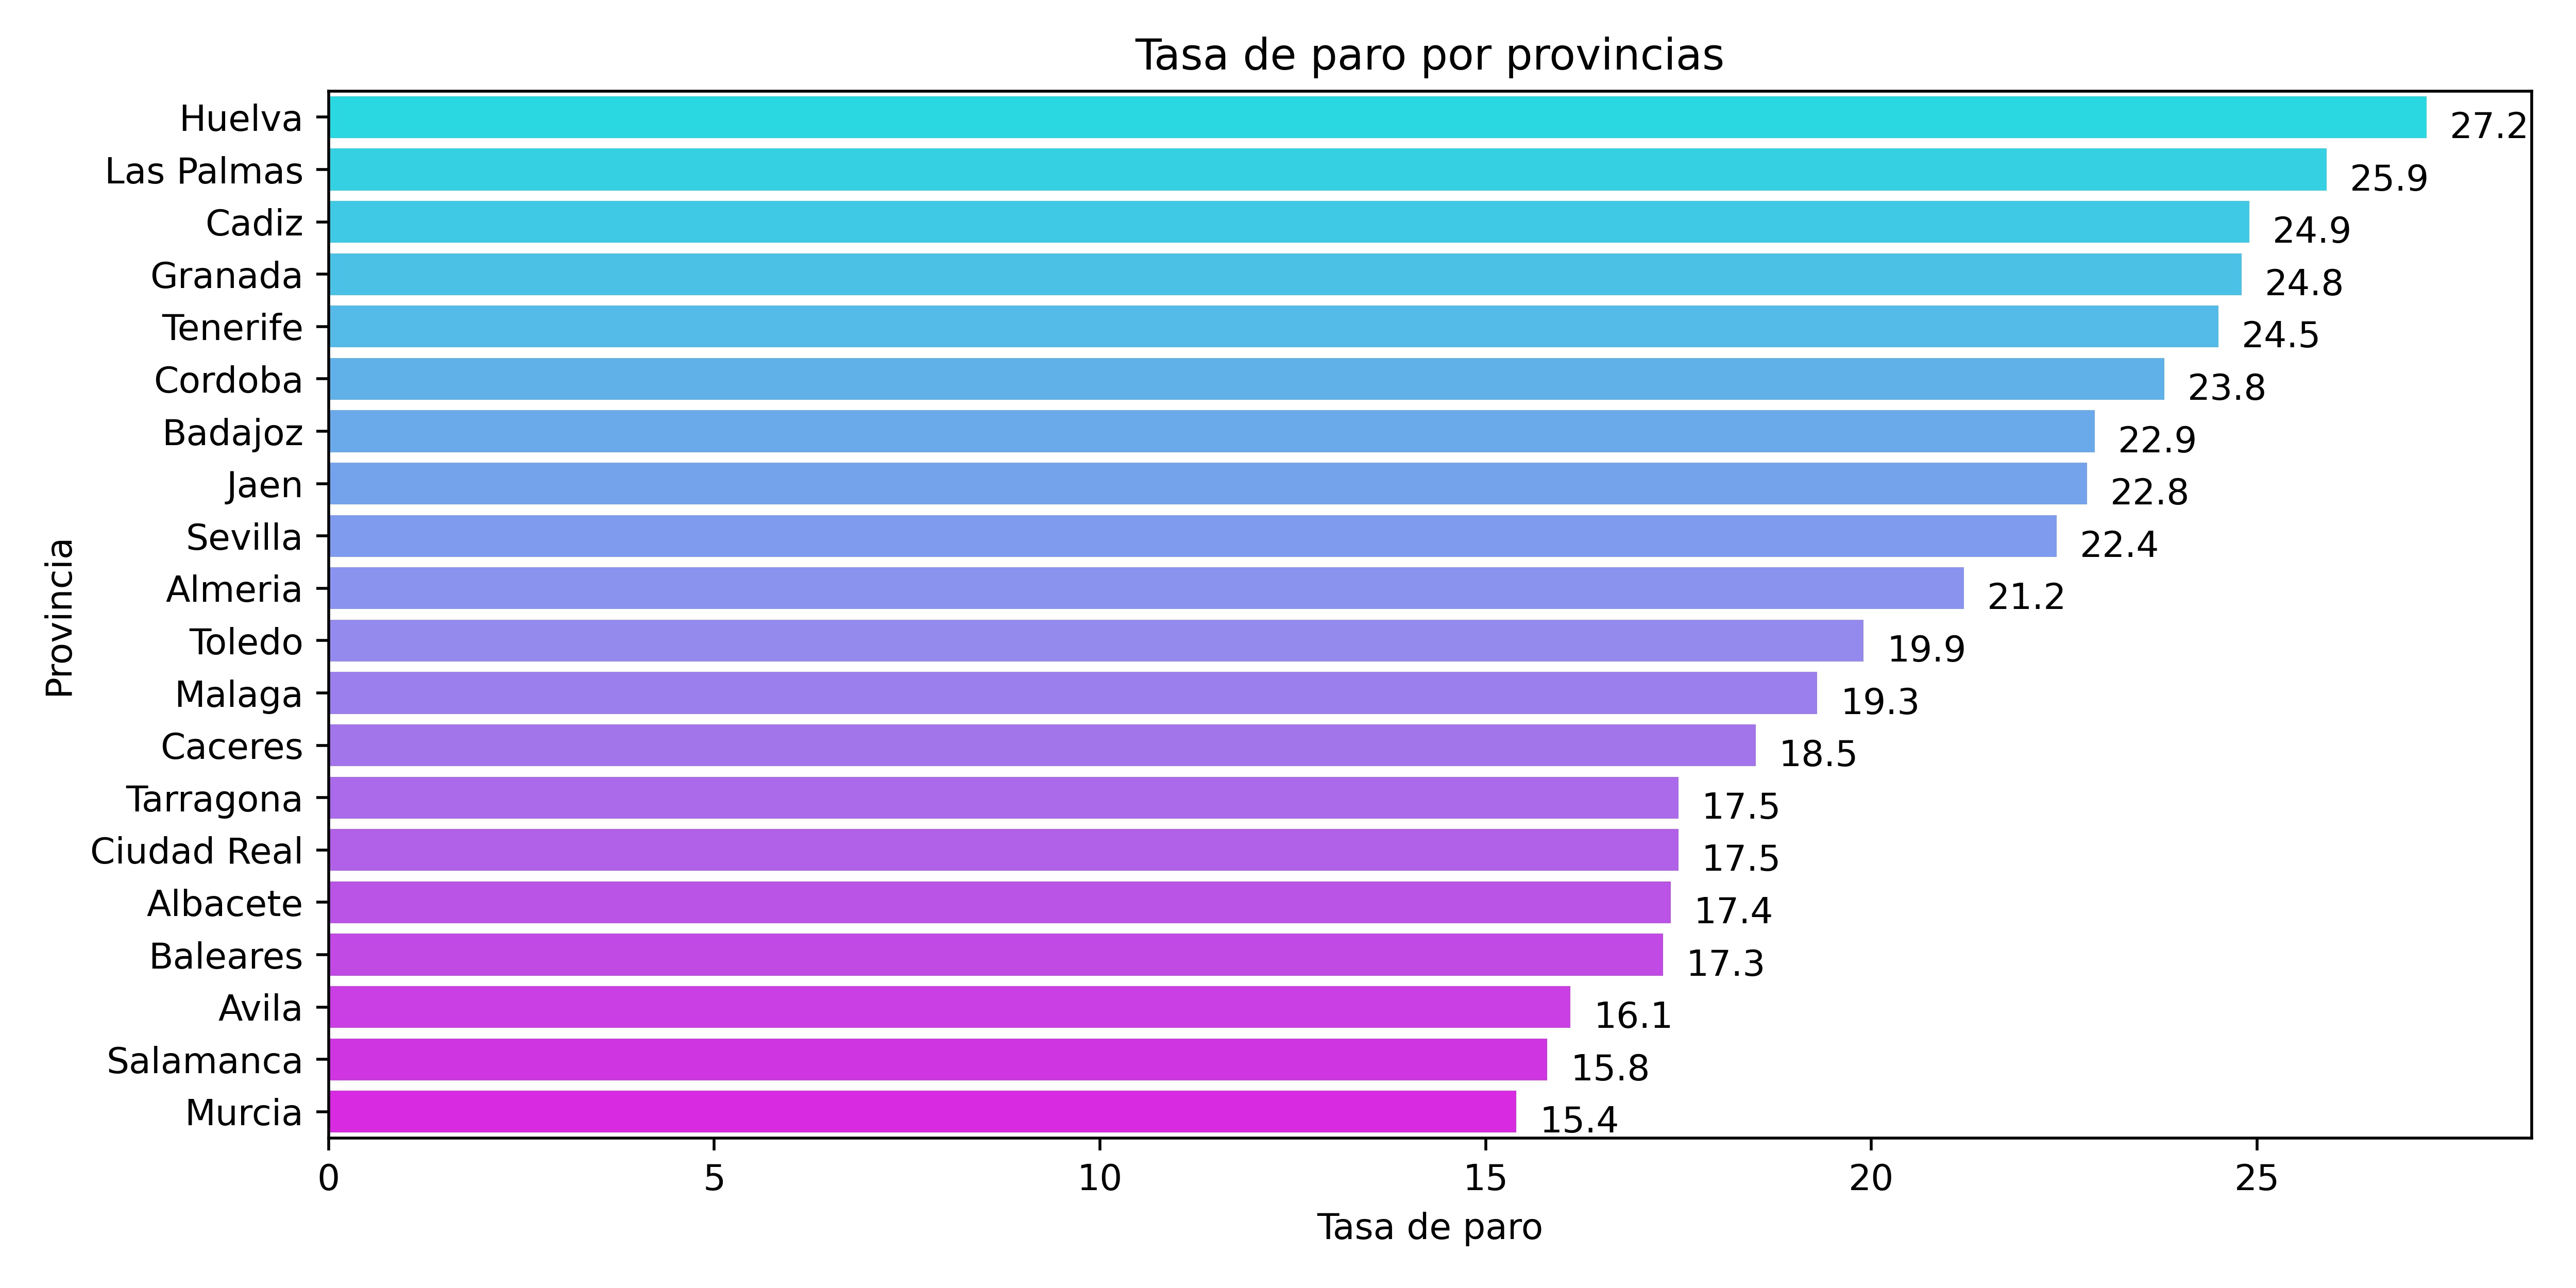 Tasa de paro por provincias
Huelva 27.2
Las Palmas 25.9
Cadiz 24.9
Granada 24.8
Tenerife 24.5
Cordoba 23.8
Badajoz 22.9
Jaen 22.8
Sevilla 22.4
Almeria 21.2
Toledo 19.9
Malaga 19.3
Caceres 18.5
Tarragona 17.5
Ciudad Real 17.5
Albacete 17.4
Baleares 17.3
Avila 16.1
Salamanca 15.8
Murcia 15.4
Provincia
0 5 10 15 20 25
Tasa de paro